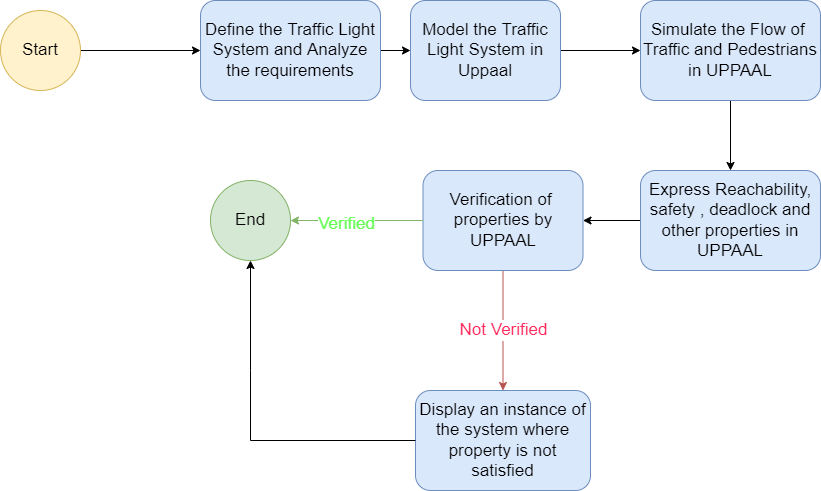 Start
Define the Traffic Light
System and Analyze
the requirements
Model the Traffic
Light System in
Uppaal
Simulate the Flow of
Traffic and Pedestrians
in UPPAAL
Express Reachability,
safety , deadlock and
other properties in
UPPAAL
Verification of
properties by
UPPAAL
Verified
End
Not Verified
Display an instance of
the system where
property is not
satisfied